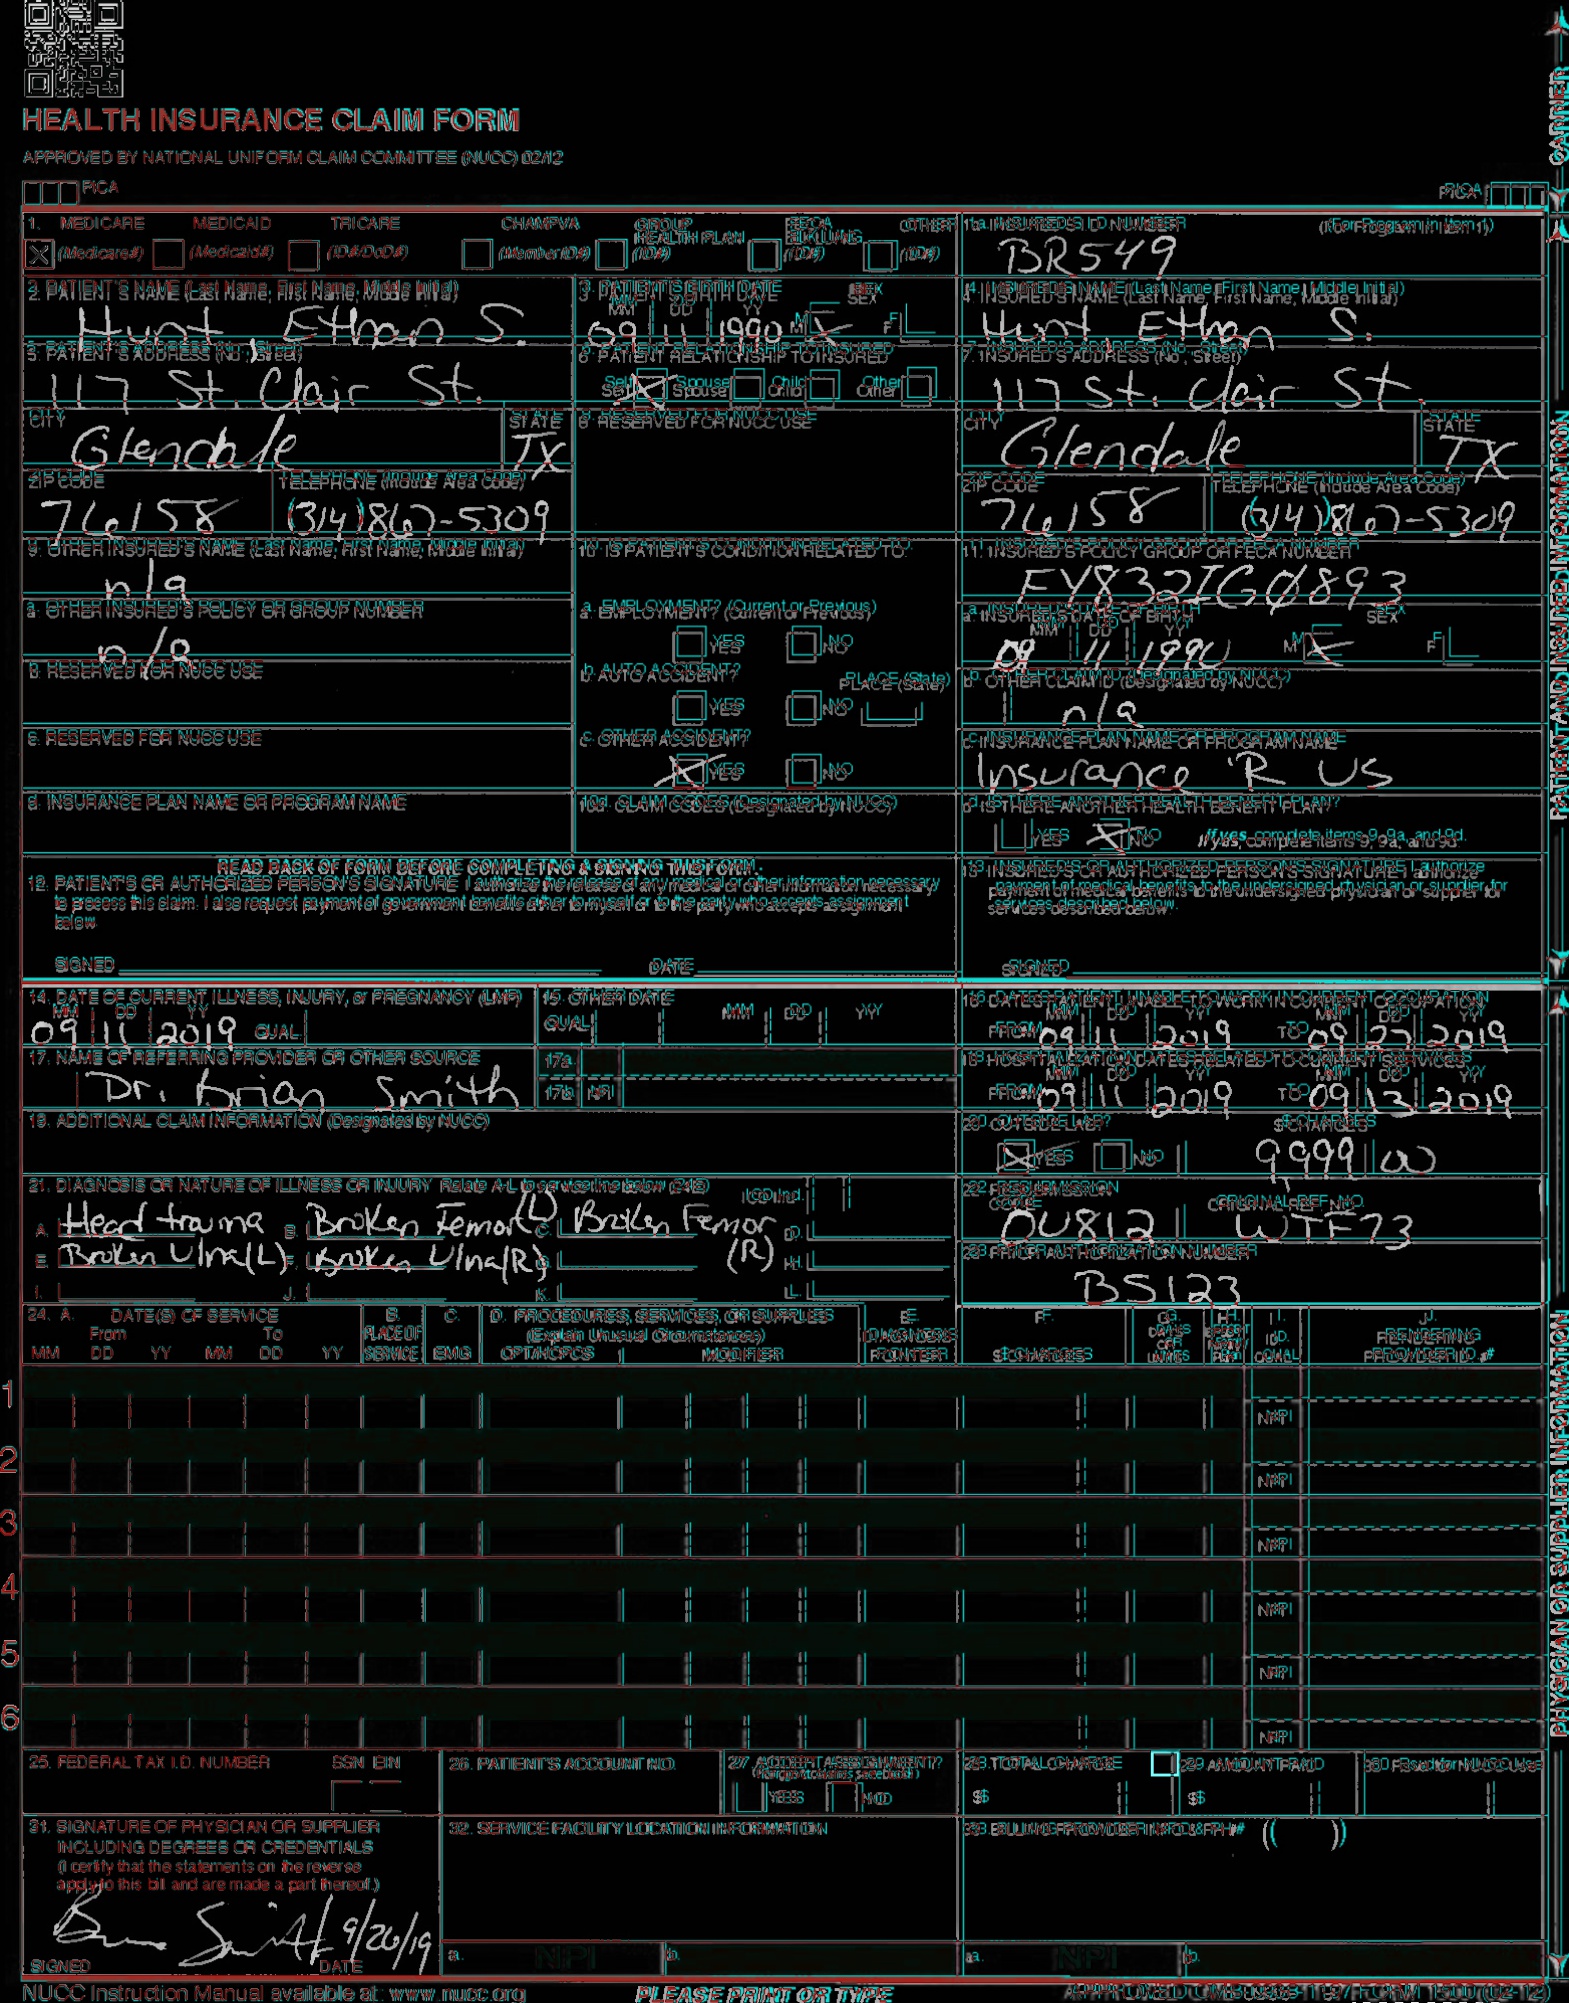 HEALTH INSURANCE CLAIM FORM
APPROVED BY NATIONAL UNIFORM CLAIM COMMITTEE (NUCC) 02/12
PICA
PICA
CARRIER
1. MEDICARE MEDICAID TRICARE CHAMPVA GROUP HEALTH PLAN FECA BLK LUNG OTHER
X (Medicare#) (Medicaid#) (ID#/DoD#) (Member ID#) (ID#) (ID#) (ID#)
1a. INSURED'S ID NUMBER (For Program in Item 1)
BR549
2. PATIENT'S NAME (Last Name, First Name, Middle Initial)
Hunt, Ethan S.
3. PATIENT'S BIRTH DATE SEX
MM DD YY
09 11 1990 M X F
4. INSURED'S NAME (Last Name, First Name, Middle Initial)
Hunt Ethan S.
5. PATIENT'S ADDRESS (No., Street)
117 St. Clair St.
6. PATIENT RELATIONSHIP TO INSURED
Self X Spouse Child Other
7. INSURED'S ADDRESS (No., Street)
117 St. Clair St.
CITY STATE
Glendale TX
8. RESERVED FOR NUCC USE
CITY STATE
Glendale TX
ZIP CODE TELEPHONE (Include Area Code)
76158 (314) 867-5309
ZIP CODE TELEPHONE (Include Area Code)
76158 (314) 867-5309
9. OTHER INSURED'S NAME (Last Name, First Name, Middle Initial)
n/a
10. IS PATIENT'S CONDITION RELATED TO:
11. INSURED'S POLICY GROUP OR FECA NUMBER
FY832IGØ893
a. OTHER INSURED'S POLICY OR GROUP NUMBER
n/a
a. EMPLOYMENT? (Current or Previous)
YES NO
a. INSURED'S DATE OF BIRTH SEX
MM DD YY
09 11 1990 M X F
b. RESERVED FOR NUCC USE
b. AUTO ACCIDENT? PLACE (State)
YES NO
b. OTHER CLAIM ID (Designated by NUCC)
n/a
c. RESERVED FOR NUCC USE
c. OTHER ACCIDENT?
X YES NO
c. INSURANCE PLAN NAME OR PROGRAM NAME
Insurance 'R US
d. INSURANCE PLAN NAME OR PROGRAM NAME
10d. CLAIM CODES (Designated by NUCC)
d. IS THERE ANOTHER HEALTH BENEFIT PLAN?
YES X NO If yes, complete items 9, 9a, and 9d.
READ BACK OF FORM BEFORE COMPLETING & SIGNING THIS FORM.
12. PATIENT'S OR AUTHORIZED PERSON'S SIGNATURE I authorize the release of any medical or other information necessary
to process this claim. I also request payment of government benefits either to myself or to the party who accepts assignment
below.
SIGNED DATE
13. INSURED'S OR AUTHORIZED PERSON'S SIGNATURE I authorize
payment of medical benefits to the undersigned physician or supplier for
services described below.
SIGNED
PATIENT AND INSURED INFORMATION
14. DATE OF CURRENT ILLNESS, INJURY, or PREGNANCY (LMP)
MM DD YY
09 11 2019 QUAL.
15. OTHER DATE
QUAL. MM DD YY
16. DATES PATIENT UNABLE TO WORK IN CURRENT OCCUPATION
MM DD YY MM DD YY
FROM 09 11 2019 TO 09 27 2019
17. NAME OF REFERRING PROVIDER OR OTHER SOURCE
Dr. Brian Smith
17a.
17b. NPI
18. HOSPITALIZATION DATES RELATED TO CURRENT SERVICES
MM DD YY MM DD YY
FROM 09 11 2019 TO 09 13 2019
19. ADDITIONAL CLAIM INFORMATION (Designated by NUCC)
20. OUTSIDE LAB? $ CHARGES
X YES NO 9999 00
21. DIAGNOSIS OR NATURE OF ILLNESS OR INJURY Relate A-L to service line below (24E) ICD Ind.
A. Head trauma B. Broken Femor (L) C. Broken Femor (R) D.
E. Broken Ulna (L) F. Broken Ulna (R) G. H.
I. J. K. L.
22. RESUBMISSION CODE ORIGINAL REF. NO.
OU812 WTF73
23. PRIOR AUTHORIZATION NUMBER
BS123
24. A. DATE(S) OF SERVICE B. C. D. PROCEDURES, SERVICES, OR SUPPLIES E. F. G. H. I. J.
From To PLACE OF (Explain Unusual Circumstances) DIAGNOSIS DAYS OR EPSDT Family ID. RENDERING
MM DD YY MM DD YY SERVICE EMG CPT/HCPCS MODIFIER POINTER $ CHARGES UNITS Plan QUAL. PROVIDER ID. #
1 NPI
2 NPI
3 NPI
4 NPI
5 NPI
6 NPI
25. FEDERAL TAX I.D. NUMBER SSN EIN
26. PATIENT'S ACCOUNT NO.
27. ACCEPT ASSIGNMENT?
(For govt. claims, see back)
YES NO
28. TOTAL CHARGE
$
29. AMOUNT PAID
$
30. Rsvd for NUCC Use
31. SIGNATURE OF PHYSICIAN OR SUPPLIER
INCLUDING DEGREES OR CREDENTIALS
(I certify that the statements on the reverse
apply to this bill and are made a part thereof.)
9/26/19
SIGNED DATE
32. SERVICE FACILITY LOCATION INFORMATION
a. NPI b.
33. BILLING PROVIDER INFO & PH # ( )
a. NPI b.
PHYSICIAN OR SUPPLIER INFORMATION
NUCC Instruction Manual available at: www.nucc.org
PLEASE PRINT OR TYPE
APPROVED OMB-0938-1197 FORM 1500 (02-12)